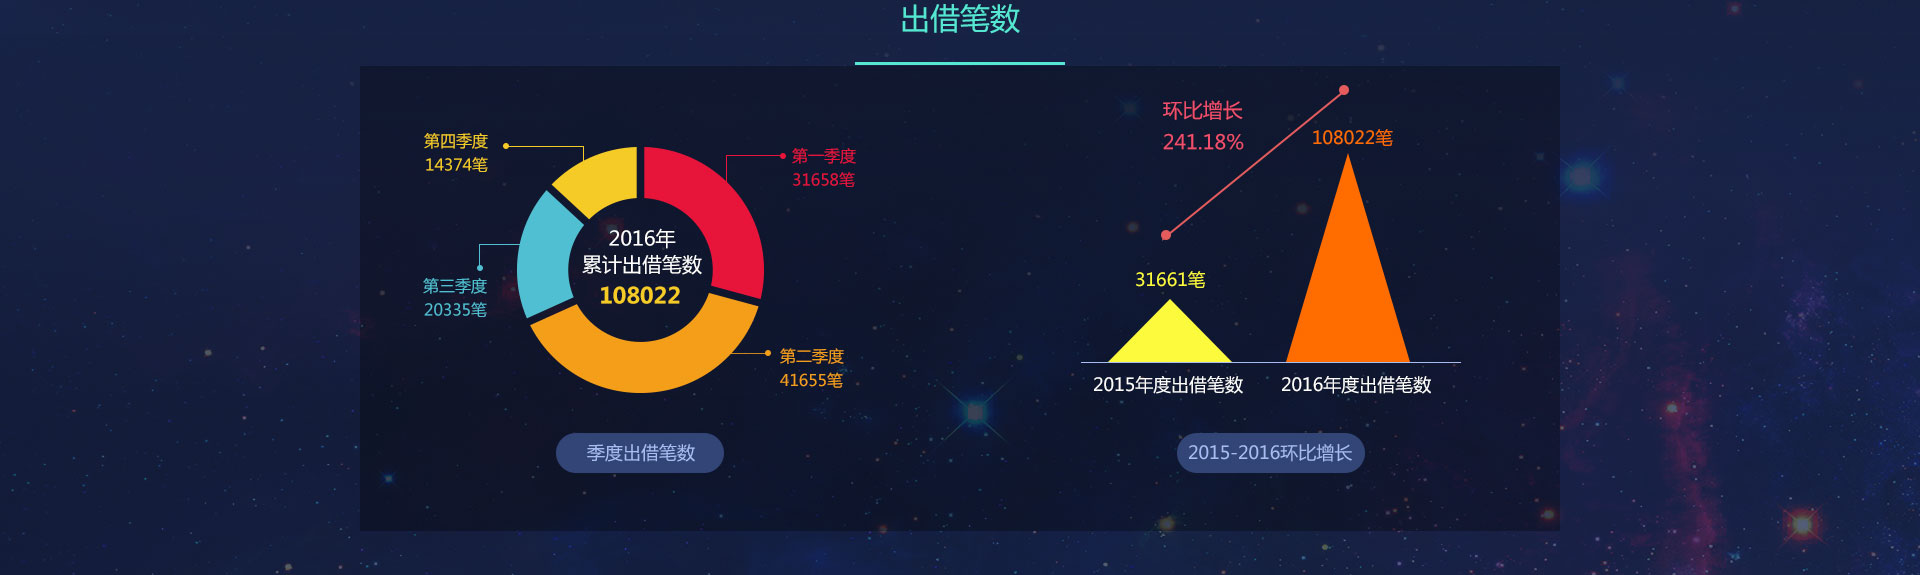 出借笔数
第四季度
14374笔
第一季度
31658笔
2016年
累计出借笔数
108022
第三季度
20335笔
第二季度
41655笔
季度出借笔数
环比增长
241.18%
108022笔
31661笔
2015年度出借笔数
2016年度出借笔数
2015-2016环比增长